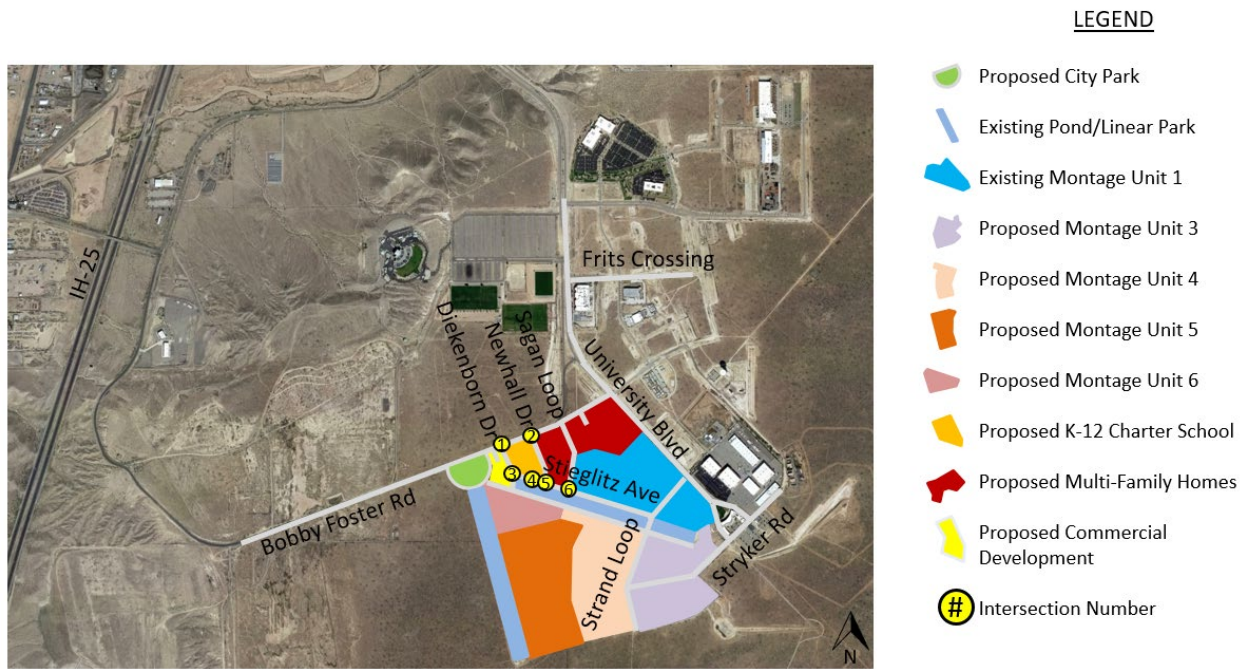 LEGEND
Proposed City Park
Existing Pond/Linear Park
Existing Montage Unit 1
Proposed Montage Unit 3
Proposed Montage Unit 4
Proposed Montage Unit 5
Proposed Montage Unit 6
Proposed K-12 Charter School
Proposed Multi-Family Homes
Proposed Commercial
Development
# Intersection Number
IH-25
Frits Crossing
Diekenborn Dr
Newhall Dr
Sagan Loop
University Blvd
1
2
3
4
5
6
Stieglitz Ave
Bobby Foster Rd
Strand Loop
Stryker Rd
N